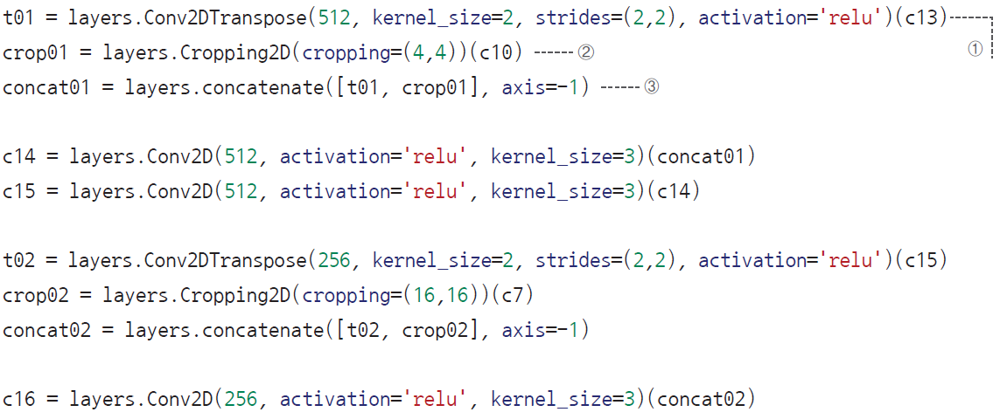 t01 = layers.Conv2DTranspose(512, kernel_size=2, strides=(2,2), activation='relu')(c13)------
①
crop01 = layers.Cropping2D(cropping=(4,4))(c10) ------②
concat01 = layers.concatenate([t01, crop01], axis=-1) ------③
c14 = layers.Conv2D(512, activation='relu', kernel_size=3)(concat01)
c15 = layers.Conv2D(512, activation='relu', kernel_size=3)(c14)
t02 = layers.Conv2DTranspose(256, kernel_size=2, strides=(2,2), activation='relu')(c15)
crop02 = layers.Cropping2D(cropping=(16,16))(c7)
concat02 = layers.concatenate([t02, crop02], axis=-1)
c16 = layers.Conv2D(256, activation='relu', kernel_size=3)(concat02)